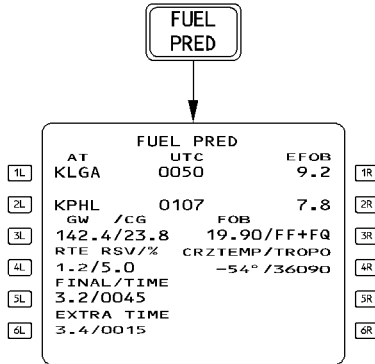 FUEL
PRED
FUEL PRED
AT UTC EFOB
1L KLGA 0050 9.2 1R
2L KPHL 0107 7.8 2R
GW /CG FOB
3L 142.4/23.8 19.90/FF+FQ 3R
RTE RSV/% CRZTEMP/TROPO
4L 1.2/5.0 -54°/36090 4R
FINAL/TIME
5L 3.2/0045 5R
EXTRA TIME
6L 3.4/0015 6R